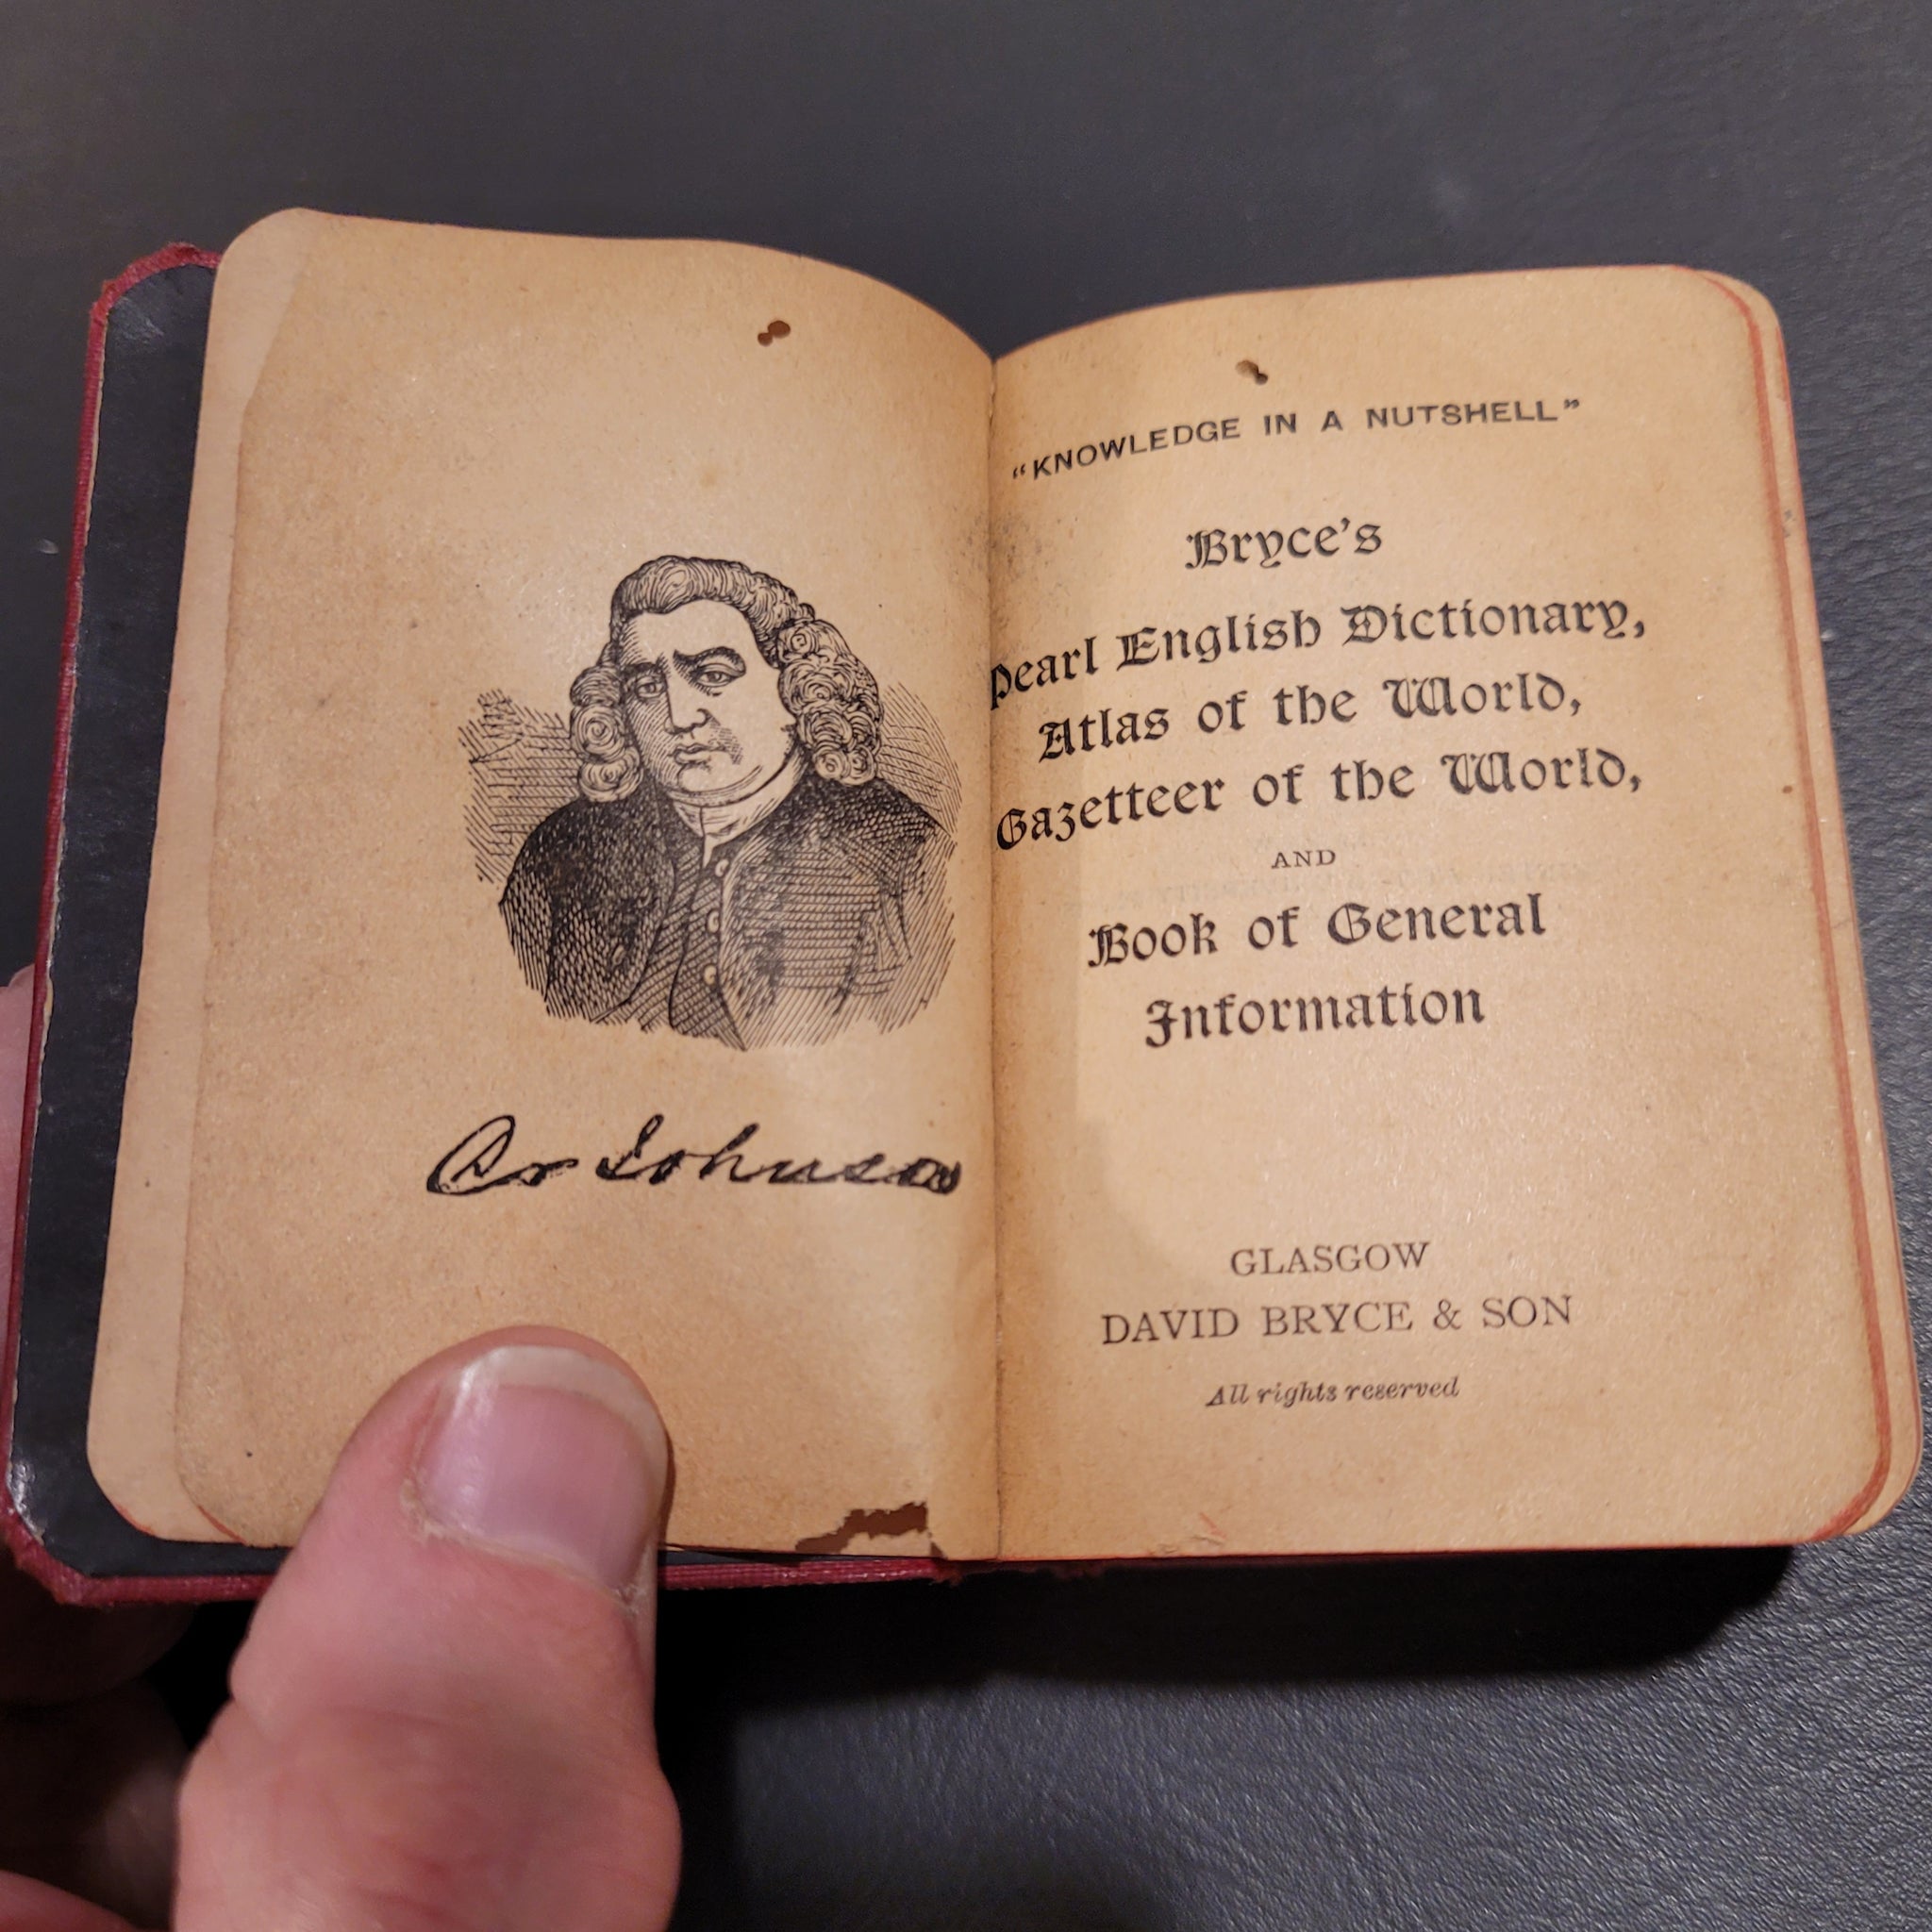 Dr Johnson
"KNOWLEDGE IN A NUTSHELL"
Bryce's
Pearl English Dictionary,
Atlas of the World,
Gazetteer of the World,
AND
Book of General
Information
GLASGOW
DAVID BRYCE & SON
All rights reserved